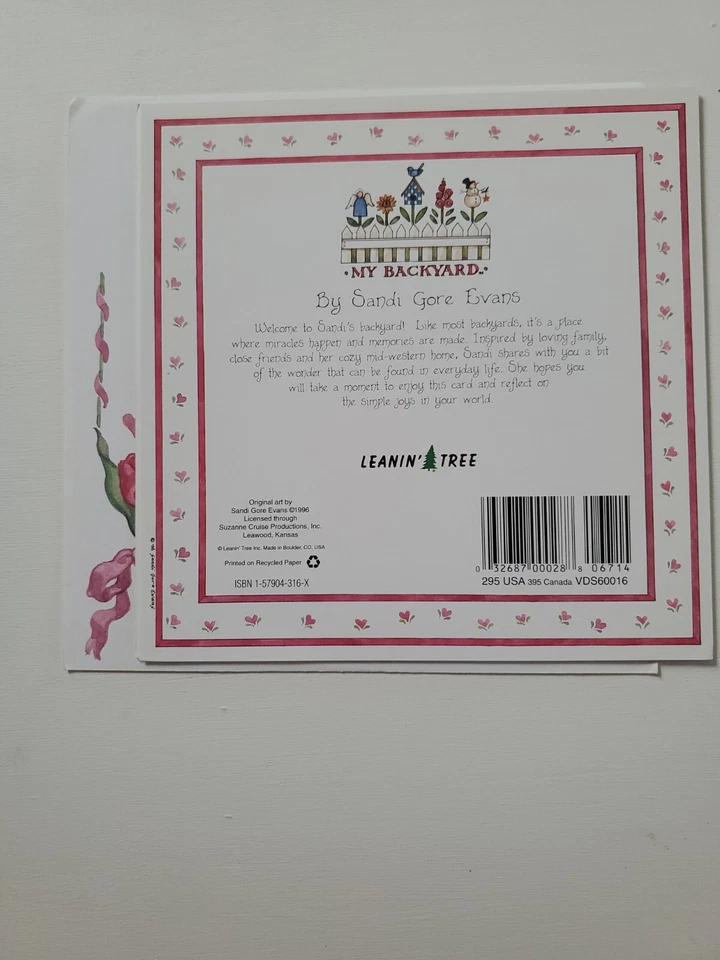 MY BACKYARD
By Sandi Gore Evans
Welcome to Sandi's backyard! Like most backyards, it's a place
where miracles happen and memories are made. Inspired by loving family,
close friends and her cozy mid-western home, Sandi shares with you a bit
of the wonder that can be found in everyday life. She hopes you
will take a moment to enjoy this card and reflect on
the simple joys in your world.
LEANIN' TREE
Original art by
Sandi Gore Evans ©1996
Licensed through
Suzanne Cruise Productions, Inc.
Leawood, Kansas
© Leanin' Tree Inc. Made in Boulder, CO, USA
Printed on Recycled Paper
ISBN 1-57904-316-X
0 32687 00028 8 06714
295 USA 395 Canada VDS60016
© 96 Sandi Gore Evans